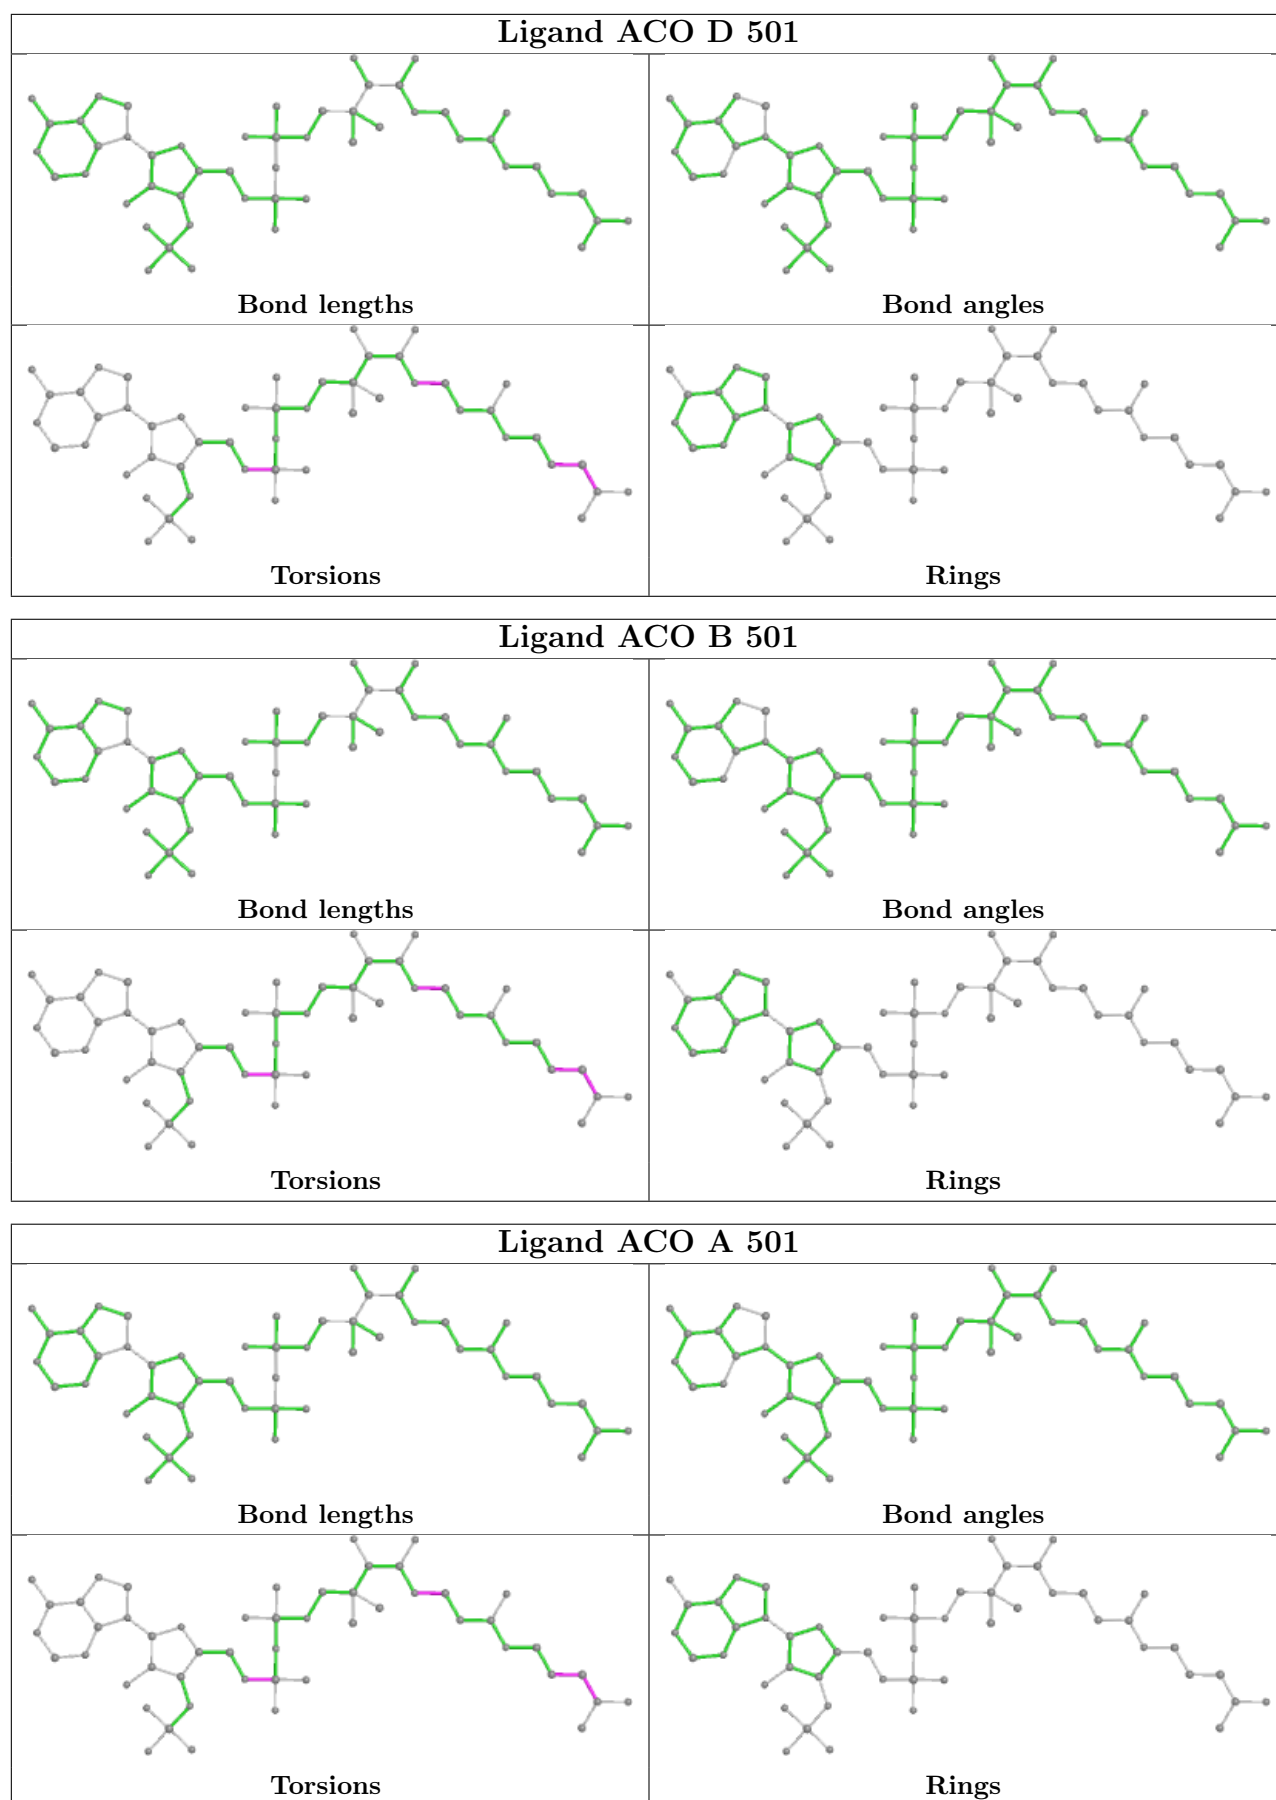 Ligand ACO D 501
Bond lengths
Bond angles
Torsions
Rings
Ligand ACO B 501
Bond lengths
Bond angles
Torsions
Rings
Ligand ACO A 501
Bond lengths
Bond angles
Torsions
Rings